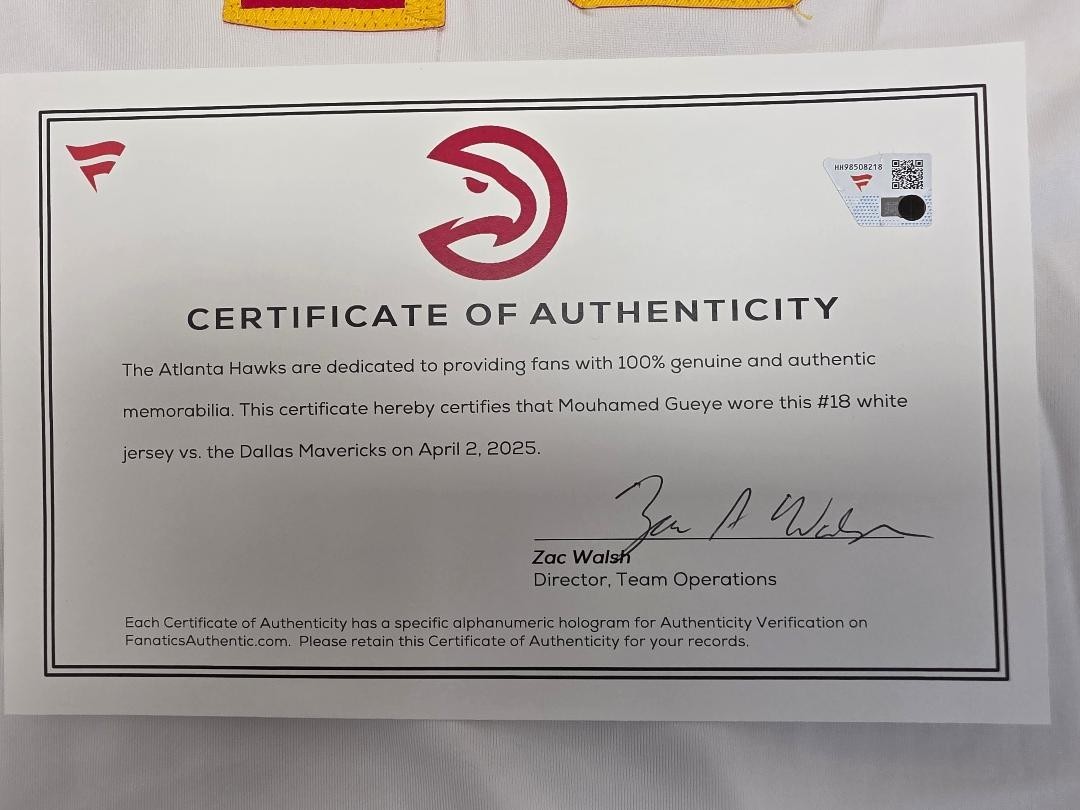 HH98508218
CERTIFICATE OF AUTHENTICITY
The Atlanta Hawks are dedicated to providing fans with 100% genuine and authentic
memorabilia. This certificate hereby certifies that Mouhamed Gueye wore this #18 white
jersey vs. the Dallas Mavericks on April 2, 2025.
Zac A Walsh
Zac Walsh
Director, Team Operations
Each Certificate of Authenticity has a specific alphanumeric hologram for Authenticity Verification on
FanaticsAuthentic.com. Please retain this Certificate of Authenticity for your records.